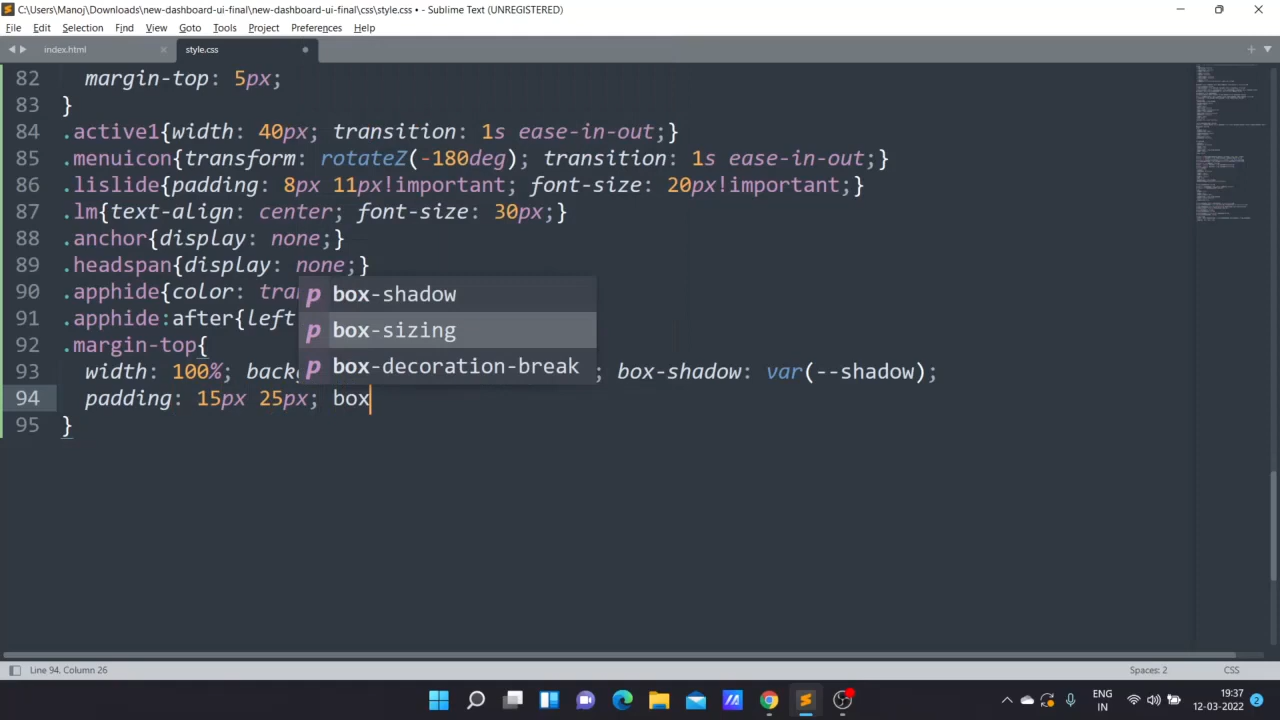 C:\Users\Manoj\Downloads\new-dashboard-ui-final\new-dashboard-ui-final\css\style.css • - Sublime Text (UNREGISTERED)
File Edit Selection Find View Goto Tools Project Preferences Help
index.html style.css
82 margin-top: 5px;
83 }
84 .active1{width: 40px; transition: 1s ease-in-out;}
85 .menuicon{transform: rotateZ(-180deg); transition: 1s ease-in-out;}
86 .lislide{padding: 8px 11px!important; font-size: 20px!important;}
87 .lm{text-align: center; font-size: 30px;}
88 .anchor{display: none;}
89 .headspan{display: none;}
90 .apphide{color: tra
p box-shadow
91 .apphide:after{left
p box-sizing
92 .margin-top{
p box-decoration-break
93 width: 100%; back ; box-shadow: var(--shadow);
94 padding: 15px 25px; box
95 }
Line 94, Column 26 Spaces: 2 CSS
ENG IN 19:37 12-03-2022 2